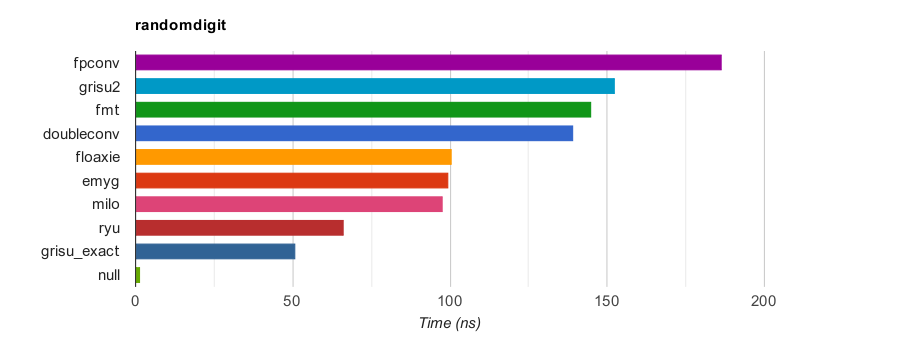 randomdigit
fpconv
grisu2
fmt
doubleconv
floaxie
emyg
milo
ryu
grisu_exact
null
0 50 100 150 200
Time (ns)